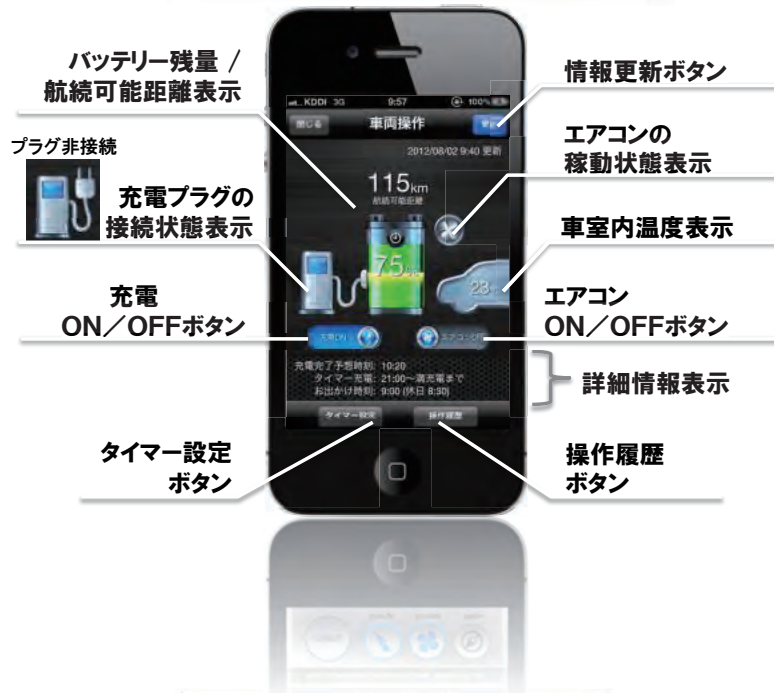 バッテリー残量 /
航続可能距離表示
プラグ非接続
充電プラグの
接続状態表示
充電
ON／OFFボタン
タイマー設定
ボタン
KDDI 3G 9:57 100%
閉じる 車両操作
2012/08/02 9:40 更新
115km
航続可能距離
75%
23
充電ON
充電完了予想時刻: 10:20
タイマー充電: 21:00～満充電まで
お出かけ時刻: 9:00 (休日 8:30)
タイマー設定 操作履歴
情報更新ボタン
エアコンの
稼動状態表示
車室内温度表示
エアコン
ON／OFFボタン
詳細情報表示
操作履歴
ボタン